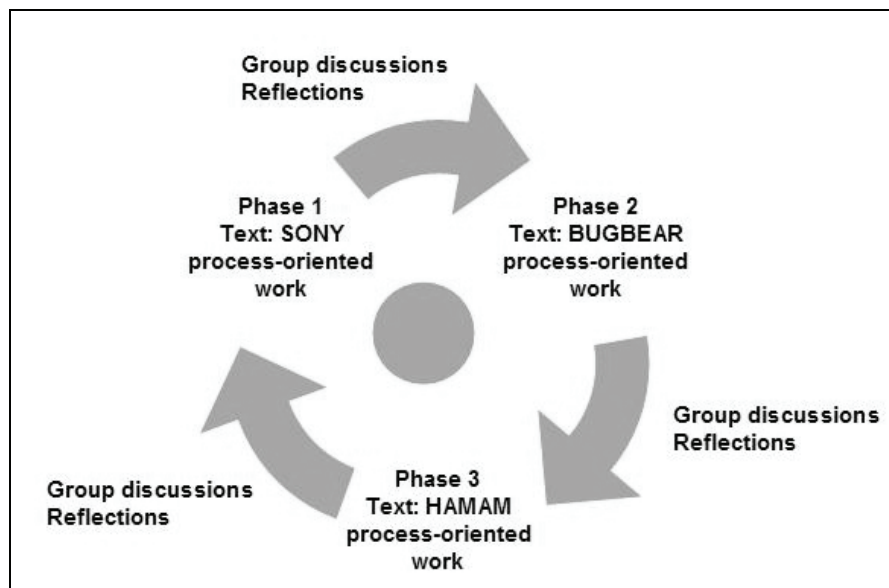 Group discussions
Reflections
Phase 1
Text: SONY
process-oriented
work
Phase 2
Text: BUGBEAR
process-oriented
work
Group discussions
Reflections
Phase 3
Text: HAMAM
process-oriented
work
Group discussions
Reflections